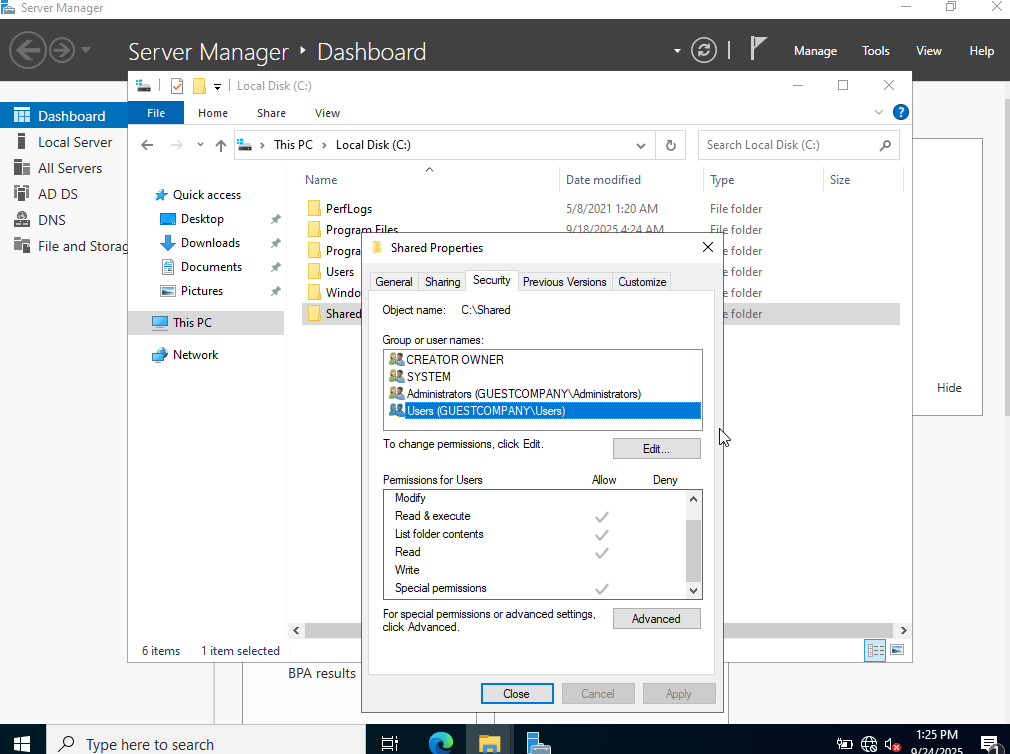 Server Manager
Server Manager • Dashboard
Manage Tools View Help
Dashboard
Local Server
All Servers
AD DS
DNS
File and Storag
Local Disk (C:)
File Home Share View
This PC > Local Disk (C:)
Search Local Disk (C:)
Quick access
Desktop
Downloads
Documents
Pictures
This PC
Network
Name Date modified Type Size
PerfLogs 5/8/2021 1:20 AM File folder
Program Files 9/18/2025 4:24 AM File folder
Progra e folder
Users e folder
Windo e folder
Shared e folder
Shared Properties
General Sharing Security Previous Versions Customize
Object name: C:\Shared
Group or user names:
CREATOR OWNER
SYSTEM
Administrators (GUESTCOMPANY\Administrators)
Users (GUESTCOMPANY\Users)
To change permissions, click Edit.
Edit...
Permissions for Users Allow Deny
Modify
Read & execute
List folder contents
Read
Write
Special permissions
For special permissions or advanced settings,
click Advanced.
Advanced
Close Cancel Apply
Hide
6 items 1 item selected
BPA results
Type here to search
1:25 PM
9/24/2025
1